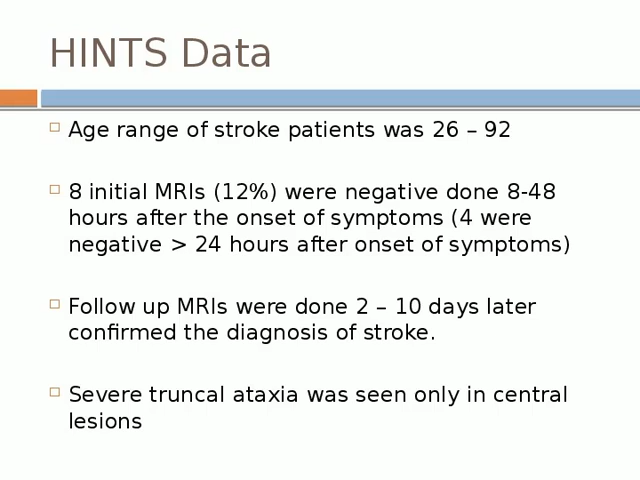 HINTS Data
Age range of stroke patients was 26 – 92
8 initial MRIs (12%) were negative done 8-48
hours after the onset of symptoms (4 were
negative > 24 hours after onset of symptoms)
Follow up MRIs were done 2 – 10 days later
confirmed the diagnosis of stroke.
Severe truncal ataxia was seen only in central
lesions